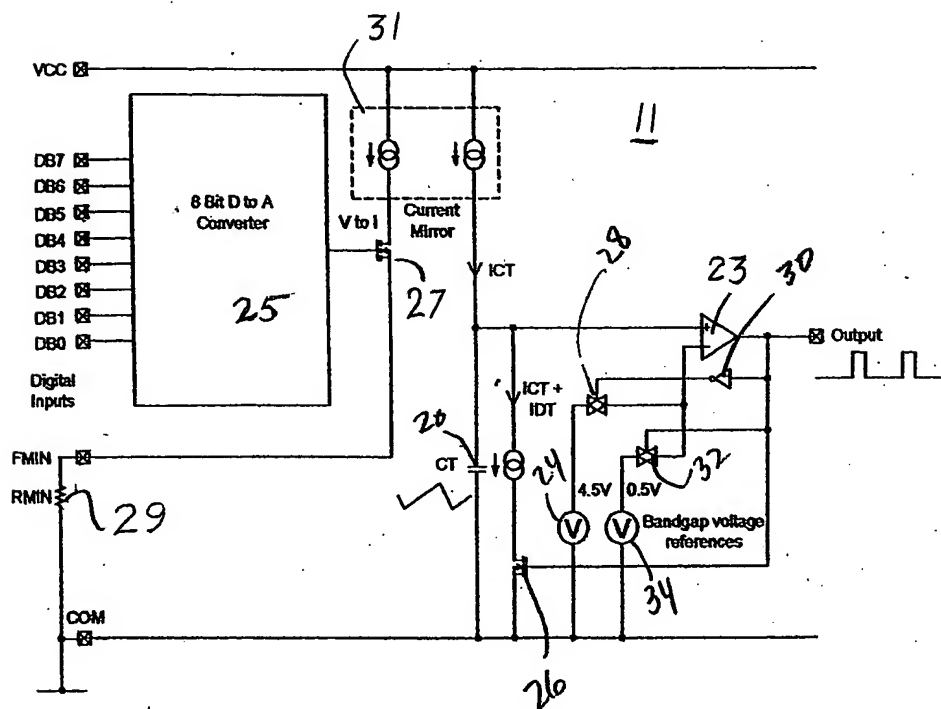 31
VCC
11
DB7
DB6
DB5
DB4
DB3
DB2
DB1
DB0
Digital
Inputs
8 Bit D to A
Converter
25
V to I
27
Current
Mirror
ICT
28
23
30
Output
ICT +
IDT
20
CT
24
4.5V
0.5V
32
Bandgap voltage
references
V
V
34
FMIN
RMIN
29
COM
26